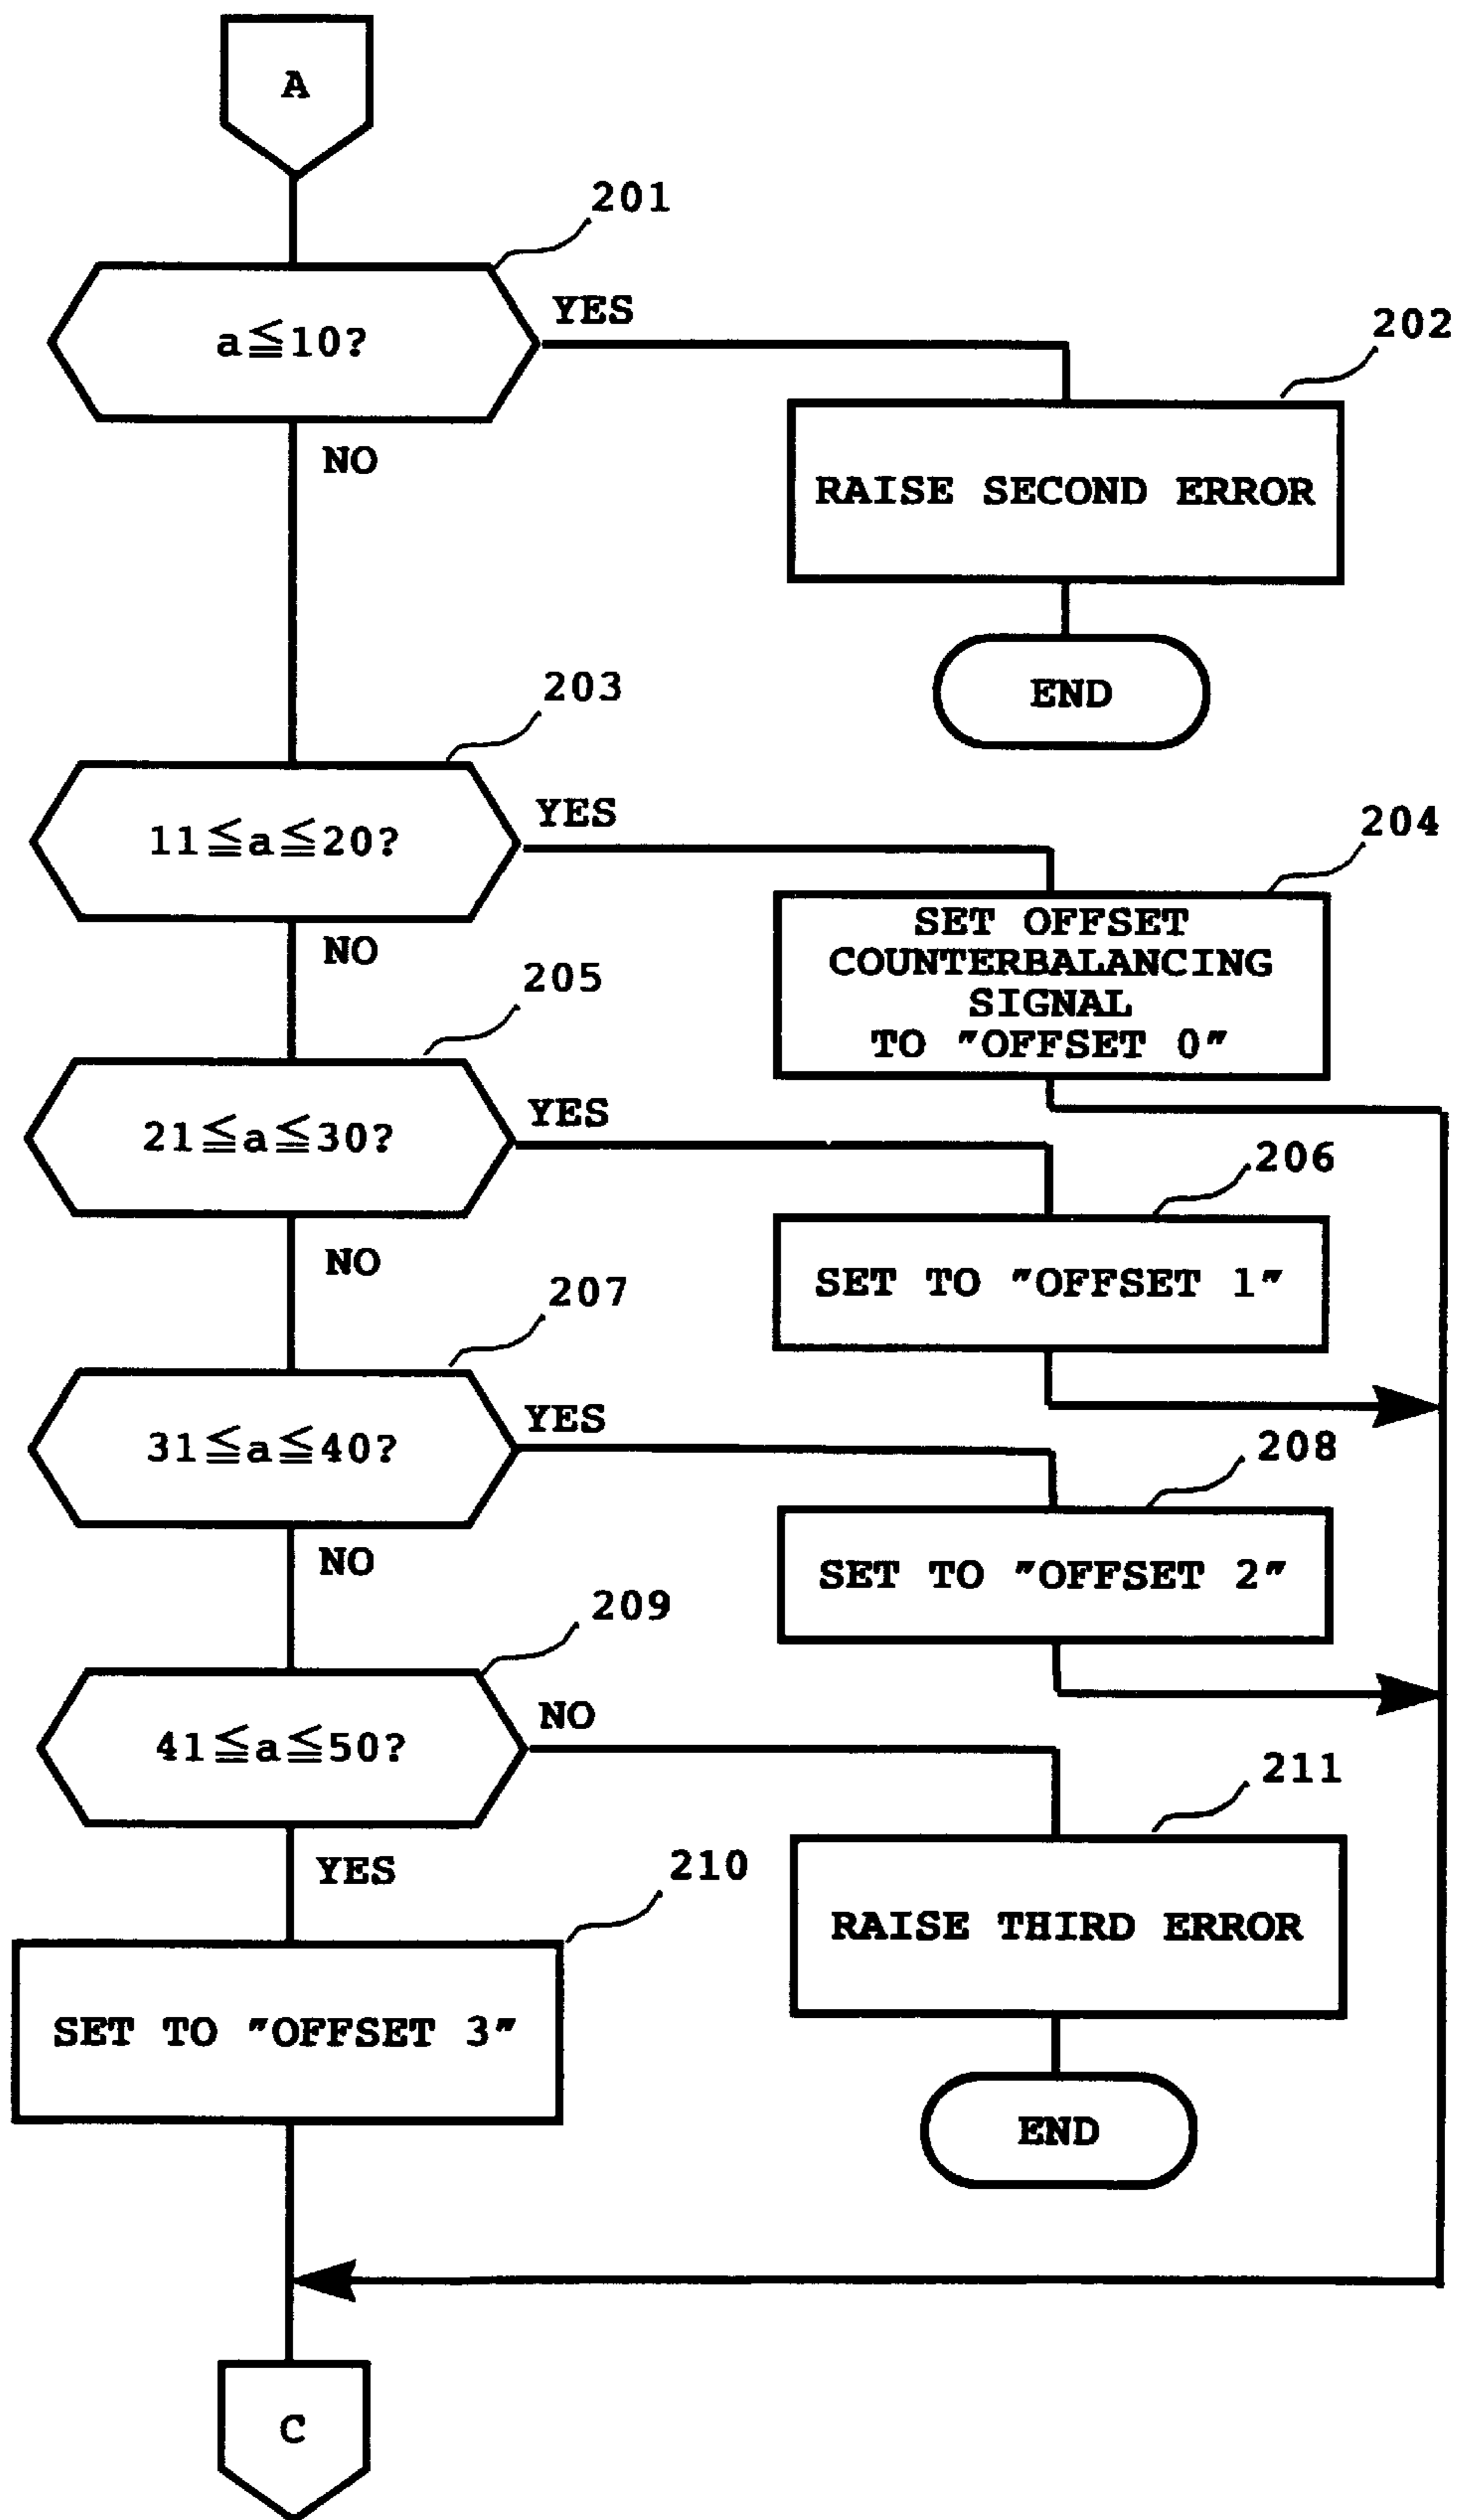 A
201
a≦10?
YES
202
NO
RAISE SECOND ERROR
END
203
11≦a≦20?
YES
204
NO
SET OFFSET
COUNTERBALANCING
SIGNAL
TO "OFFSET 0"
205
21≦a≦30?
YES
206
NO
SET TO "OFFSET 1"
207
31≦a≦40?
YES
208
NO
SET TO "OFFSET 2"
209
41≦a≦50?
NO
211
YES
210
RAISE THIRD ERROR
SET TO "OFFSET 3"
END
C